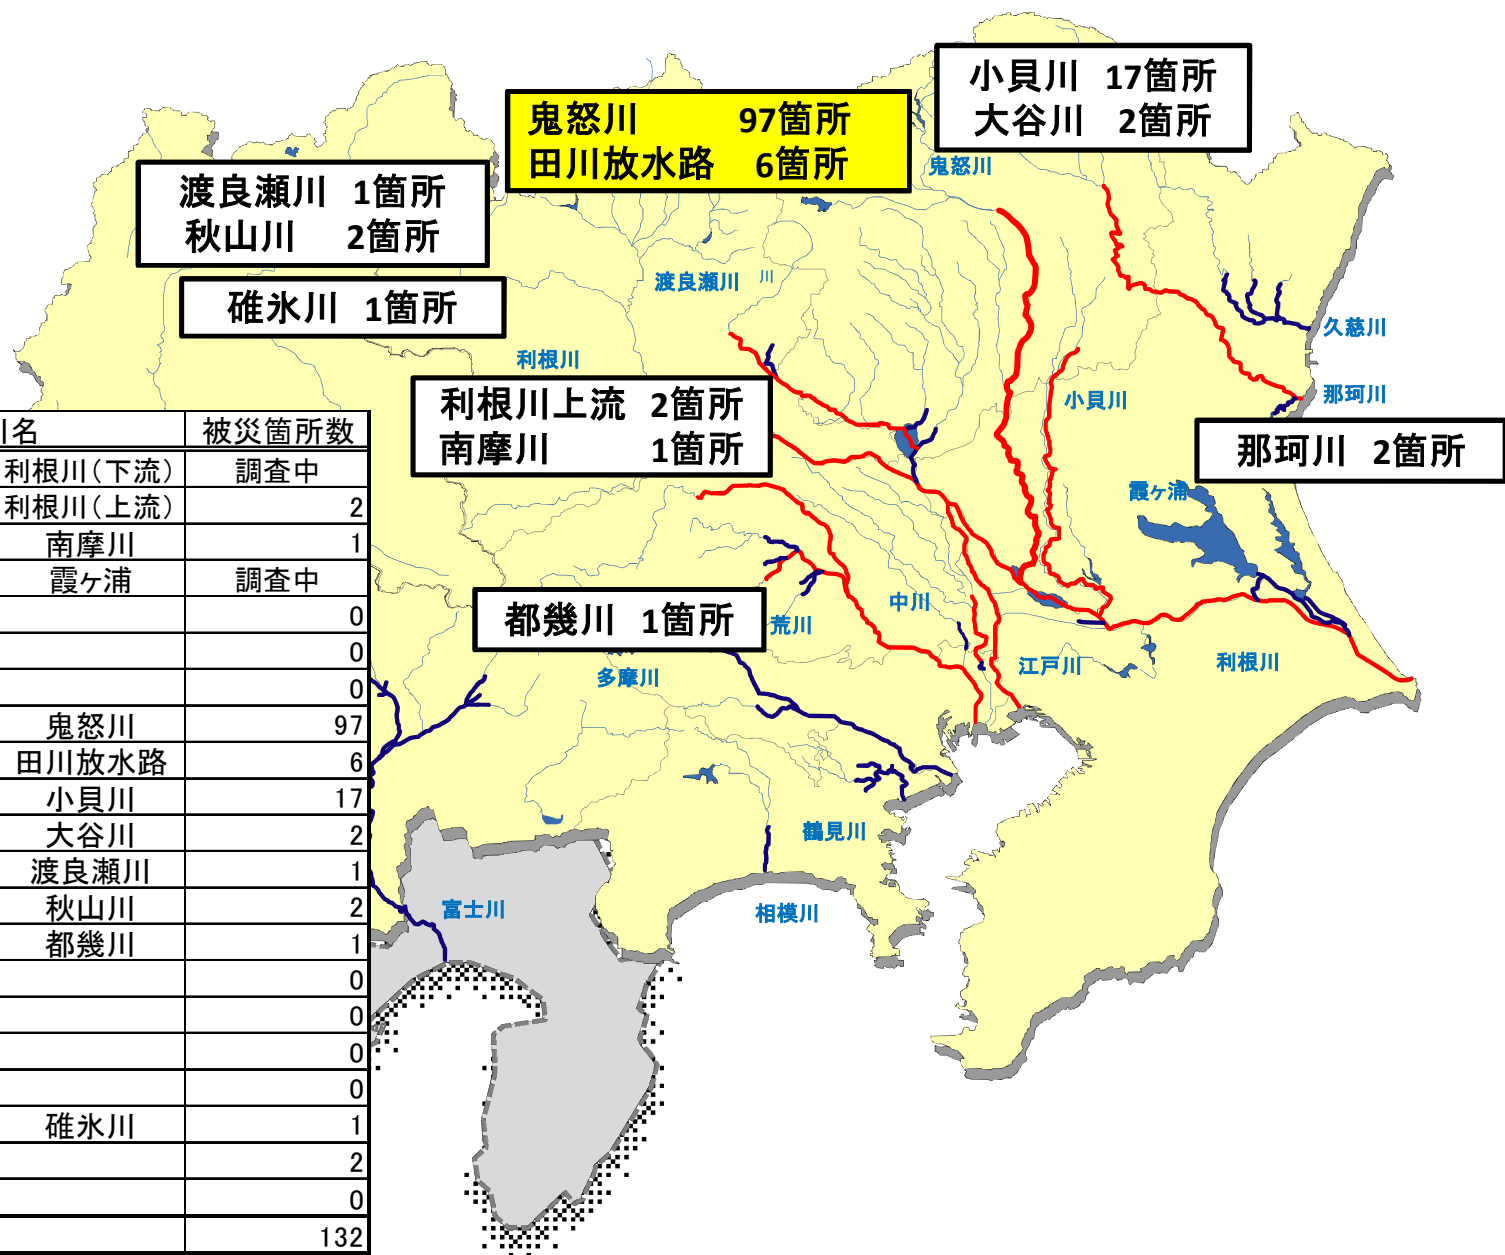 小貝川 17箇所
大谷川 2箇所
鬼怒川 97箇所
田川放水路 6箇所
鬼怒川
渡良瀬川 1箇所
秋山川 2箇所
渡良瀬川
川
碓氷川 1箇所
久慈川
利根川
利根川上流 2箇所
南摩川 1箇所
小貝川
那珂川
那珂川 2箇所
霞ヶ浦
都幾川 1箇所
荒川
中川
江戸川
利根川
多摩川
鶴見川
富士川
相模川
川名 被災箇所数
利根川(下流) 調査中
利根川(上流) 2
南摩川 1
霞ヶ浦 調査中
0
0
0
鬼怒川 97
田川放水路 6
小貝川 17
大谷川 2
渡良瀬川 1
秋山川 2
都幾川 1
0
0
0
0
碓氷川 1
2
0
132